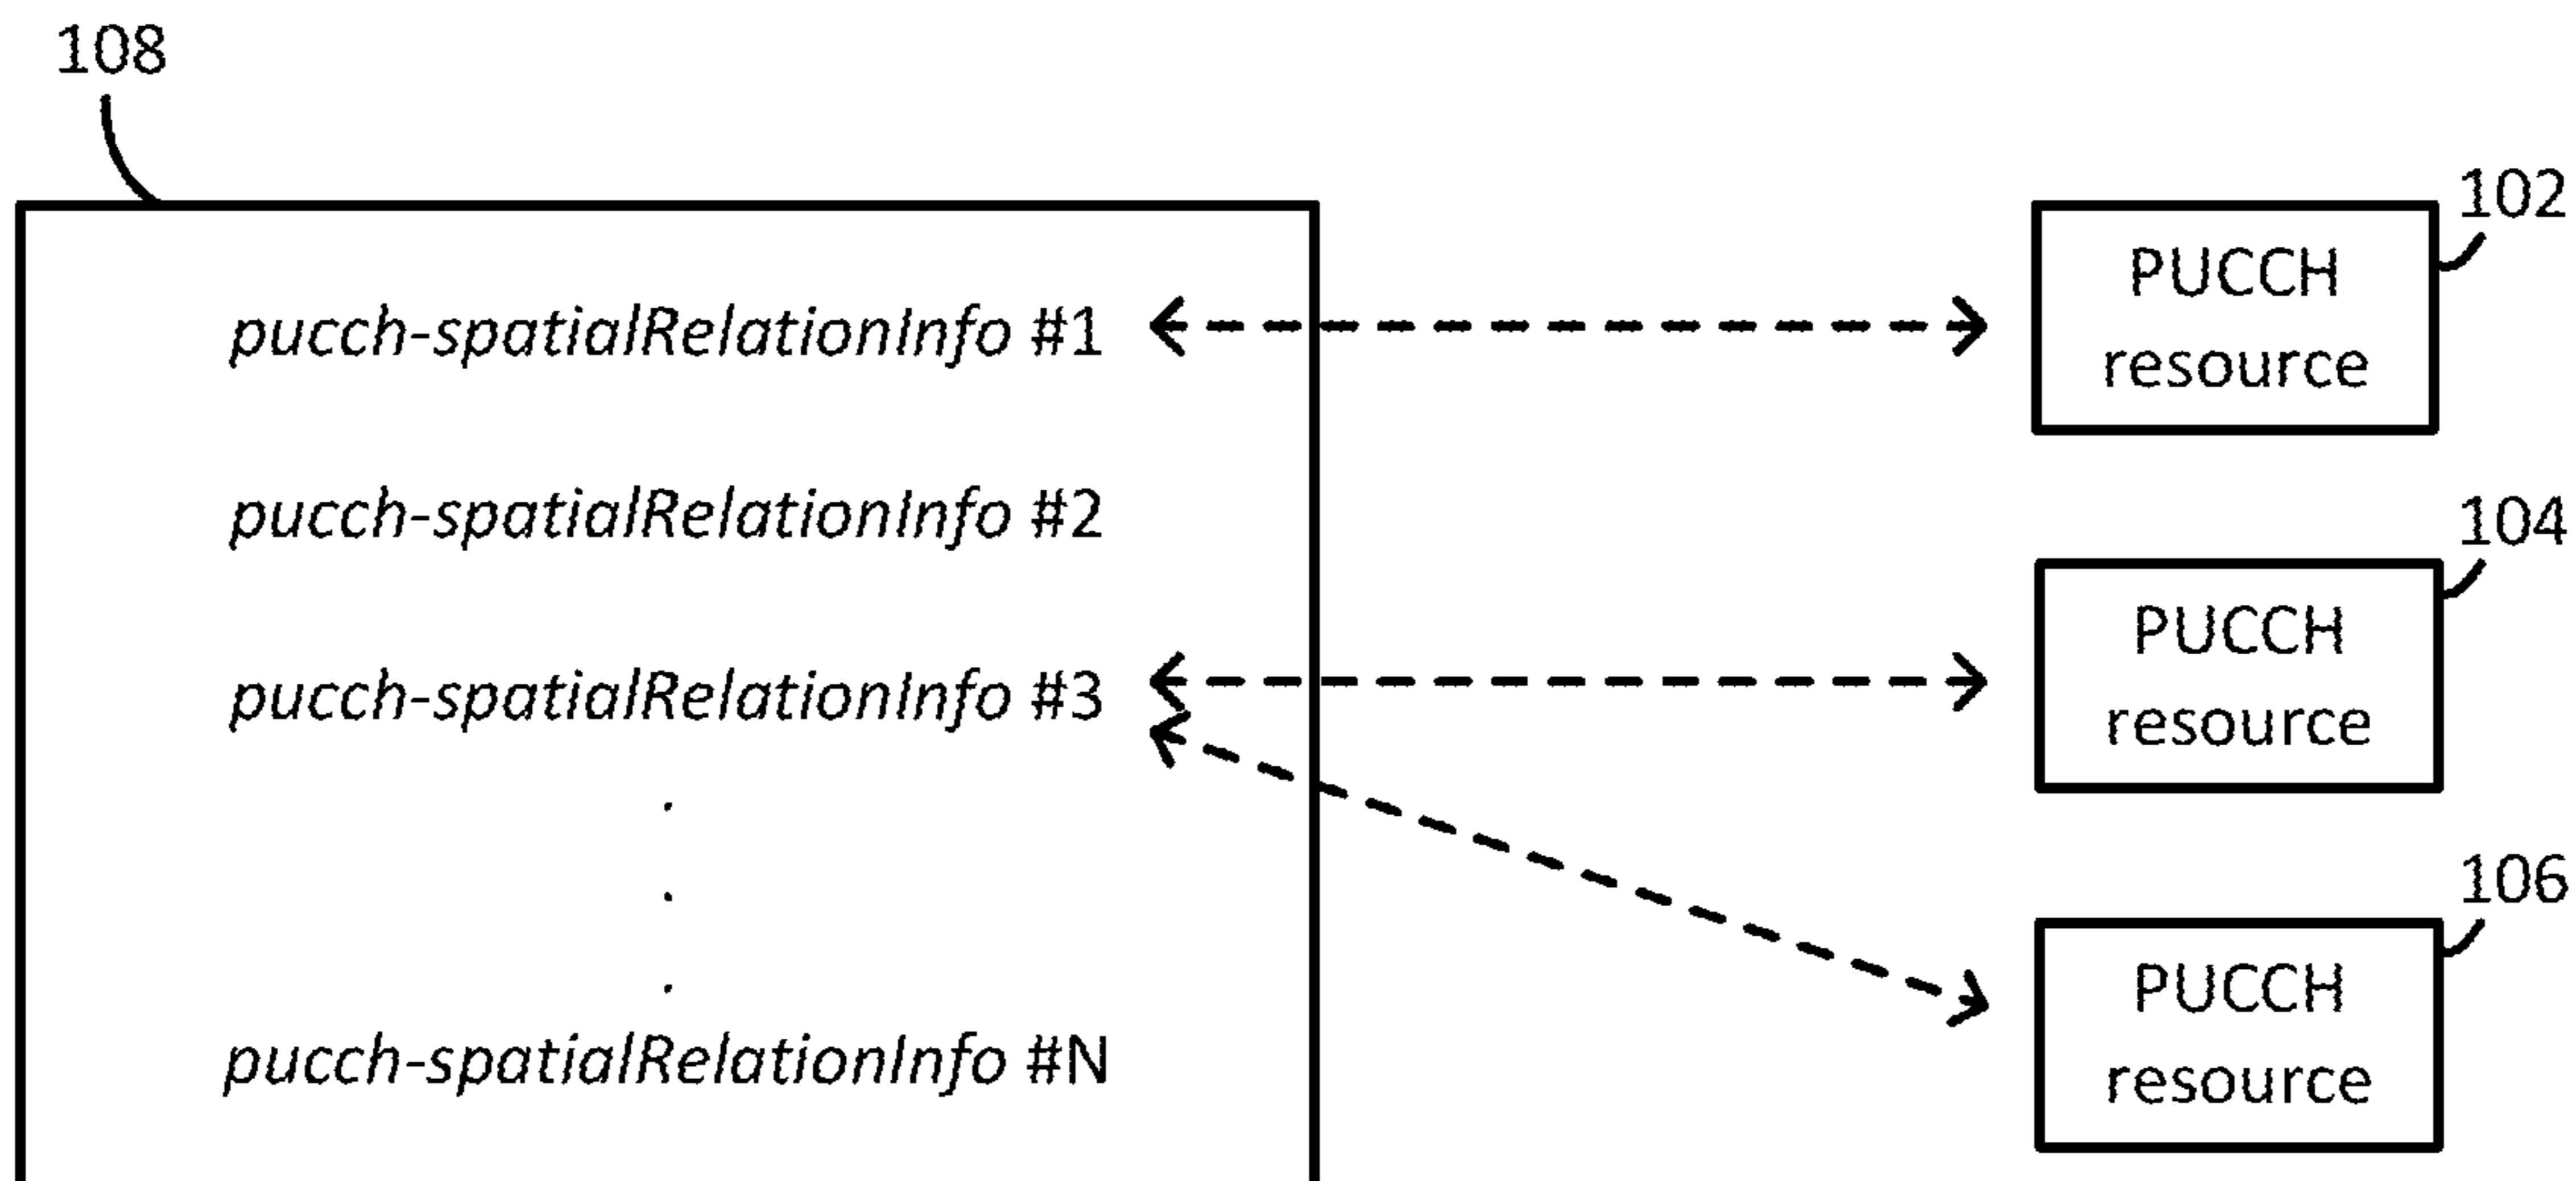 108
pucch-spatialRelationInfo #1
pucch-spatialRelationInfo #2
pucch-spatialRelationInfo #3
.
.
.
pucch-spatialRelationInfo #N
102
PUCCH
resource
104
PUCCH
resource
106
PUCCH
resource